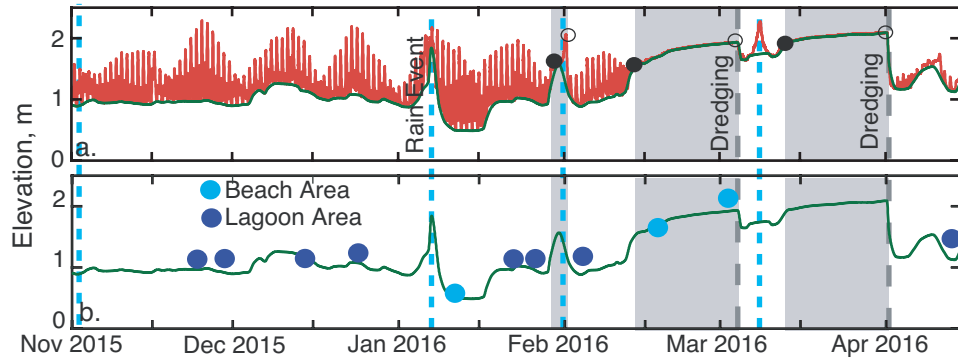 2
1
0
a.
Rain Event
Dredging
Dredging
Elevation, m
2
1
0
b.
Beach Area
Lagoon Area
Nov 2015 Dec 2015 Jan 2016 Feb 2016 Mar 2016 Apr 2016